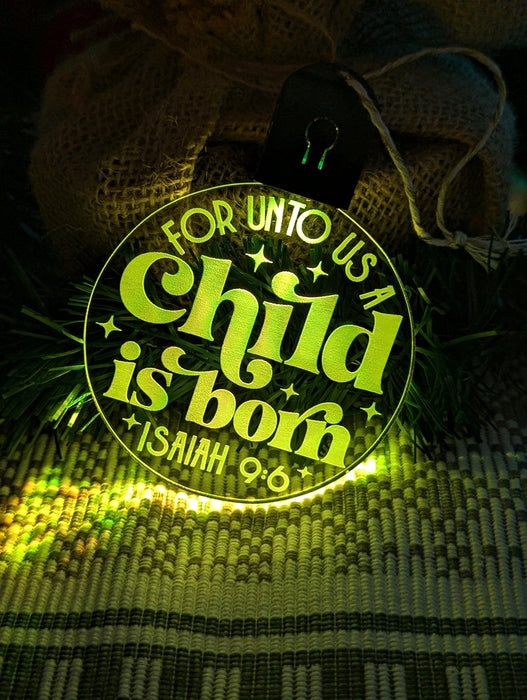 FOR UNTO US A
Child
is born
ISAIAH 9:6